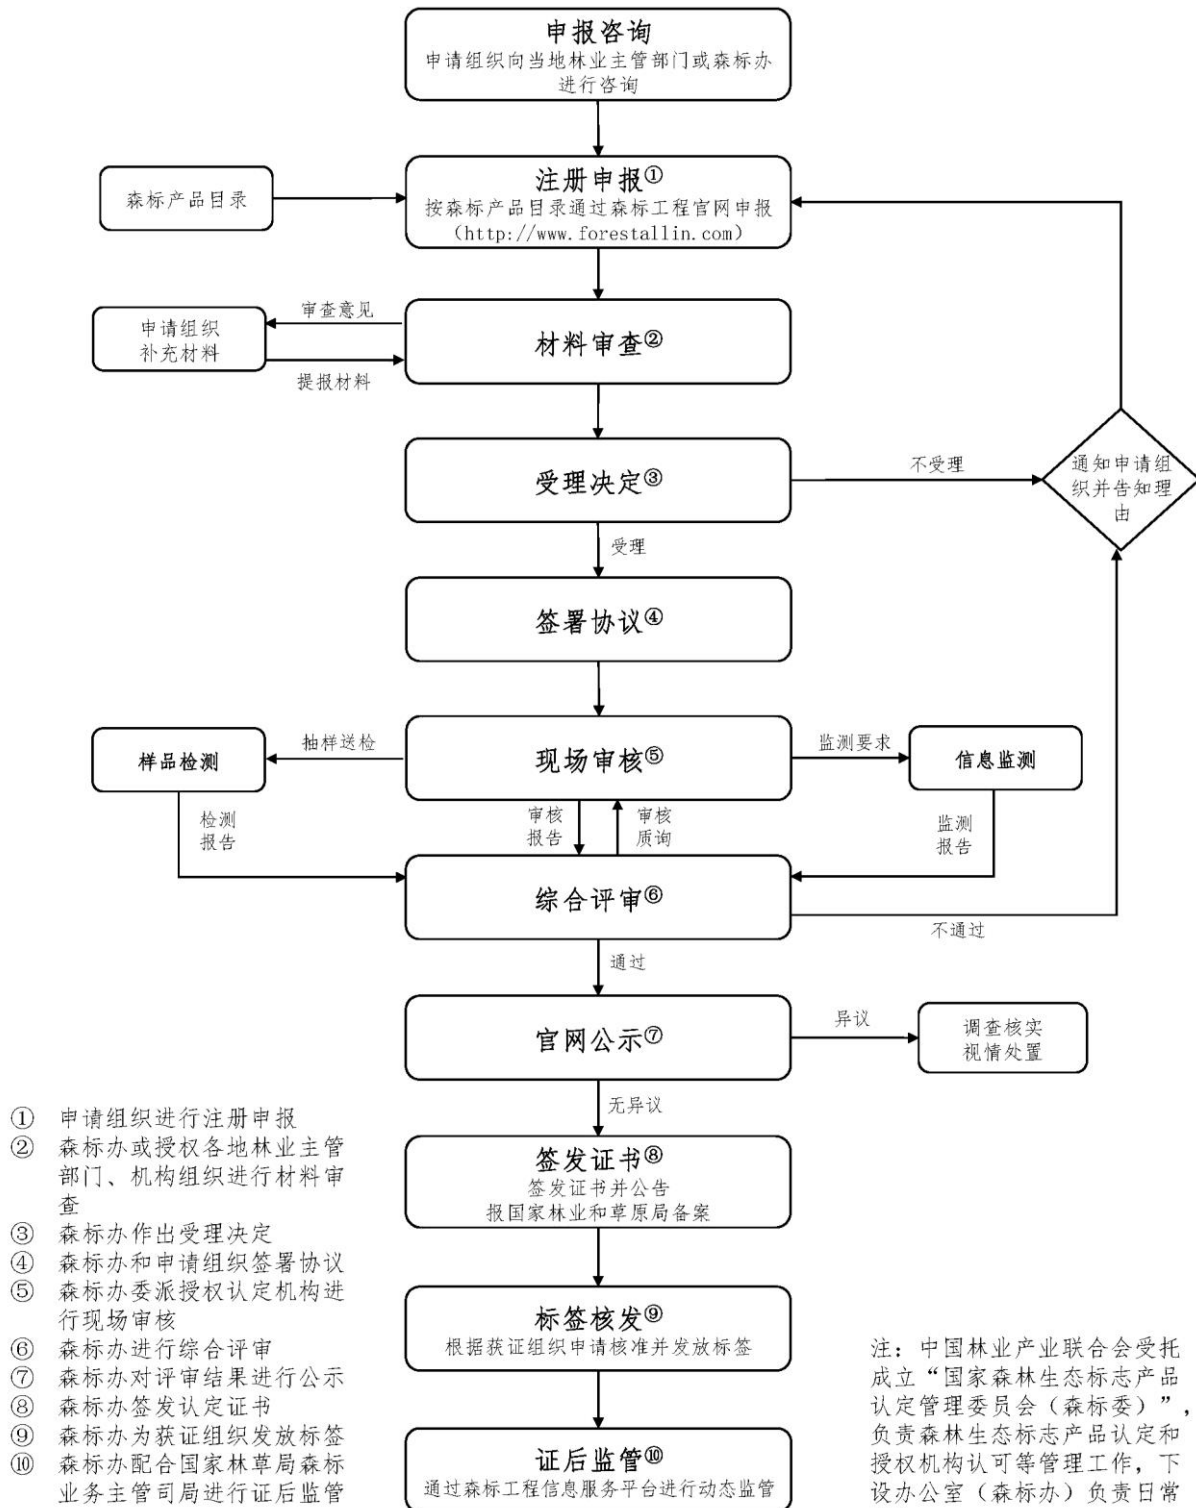 申报咨询
申请组织向当地林业主管部门或森标办
进行咨询
森标产品目录
注册申报①
按森标产品目录通过森标工程官网申报
（http://www.forestallin.com）
审查意见
申请组织
补充材料
提报材料
材料审查②
受理决定③
不受理
通知申请组
织并告知理
由
受理
签署协议④
样品检测
抽样送检
现场审核⑤
监测要求
信息监测
检测
报告
审核
报告
审核
质询
监测
报告
综合评审⑥
不通过
通过
官网公示⑦
异议
调查核实
视情处置
无异议
签发证书⑧
签发证书并公告
报国家林业和草原局备案
标签核发⑨
根据获证组织申请核准并发放标签
证后监管⑩
通过森标工程信息服务平台进行动态监管
① 申请组织进行注册申报
② 森标办或授权各地林业主管
部门、机构组织进行材料审
查
③ 森标办作出受理决定
④ 森标办和申请组织签署协议
⑤ 森标办委派授权认定机构进
行现场审核
⑥ 森标办进行综合评审
⑦ 森标办对评审结果进行公示
⑧ 森标办签发认定证书
⑨ 森标办为获证组织发放标签
⑩ 森标办配合国家林草局森标
业务主管司局进行证后监管
注：中国林业产业联合会受托
成立“国家森林生态标志产品
认定管理委员会（森标委）”，
负责森林生态标志产品认定和
授权机构认可等管理工作，下
设办公室（森标办）负责日常